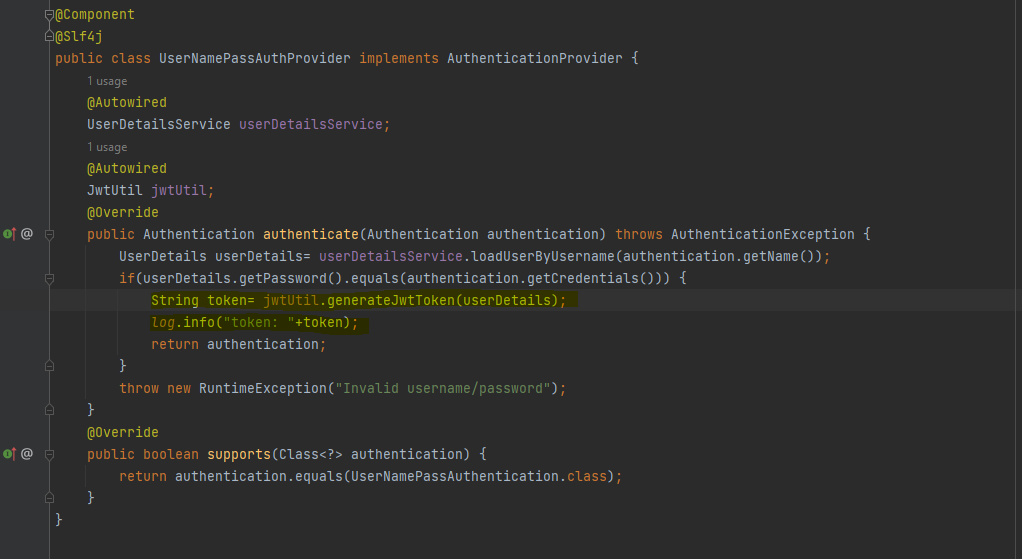 @Component
@Slf4j
public class UserNamePassAuthProvider implements AuthenticationProvider {
1 usage
@Autowired
UserDetailsService userDetailsService;
1 usage
@Autowired
JwtUtil jwtUtil;
@Override
public Authentication authenticate(Authentication authentication) throws AuthenticationException {
UserDetails userDetails= userDetailsService.loadUserByUsername(authentication.getName());
if(userDetails.getPassword().equals(authentication.getCredentials())) {
String token= jwtUtil.generateJwtToken(userDetails);
log.info("token: "+token);
return authentication;
}
throw new RuntimeException("Invalid username/password");
}
@Override
public boolean supports(Class<?> authentication) {
return authentication.equals(UserNamePassAuthentication.class);
}
}